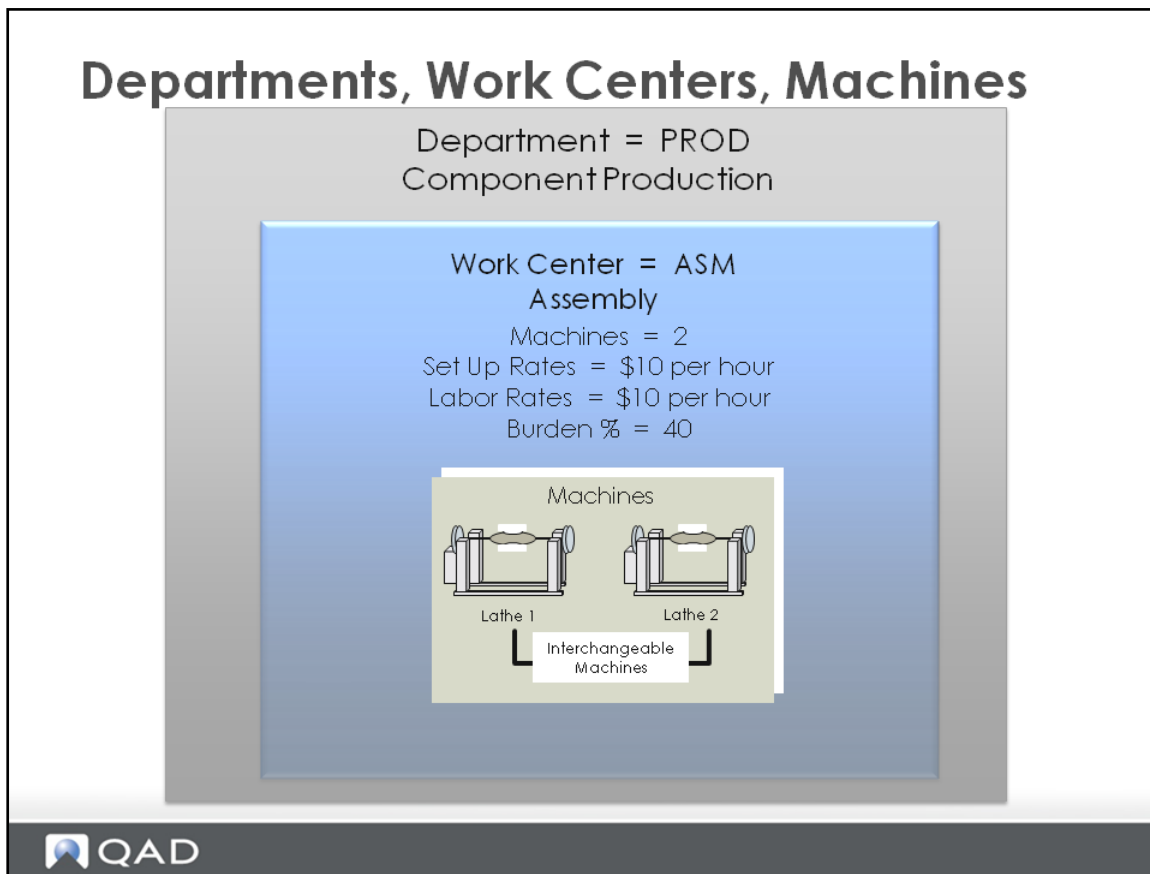 Departments, Work Centers, Machines
Department = PROD
Component Production
Work Center = ASM
Assembly
Machines = 2
Set Up Rates = $10 per hour
Labor Rates = $10 per hour
Burden % = 40
Machines
Lathe 1
Lathe 2
Interchangeable
Machines
QAD